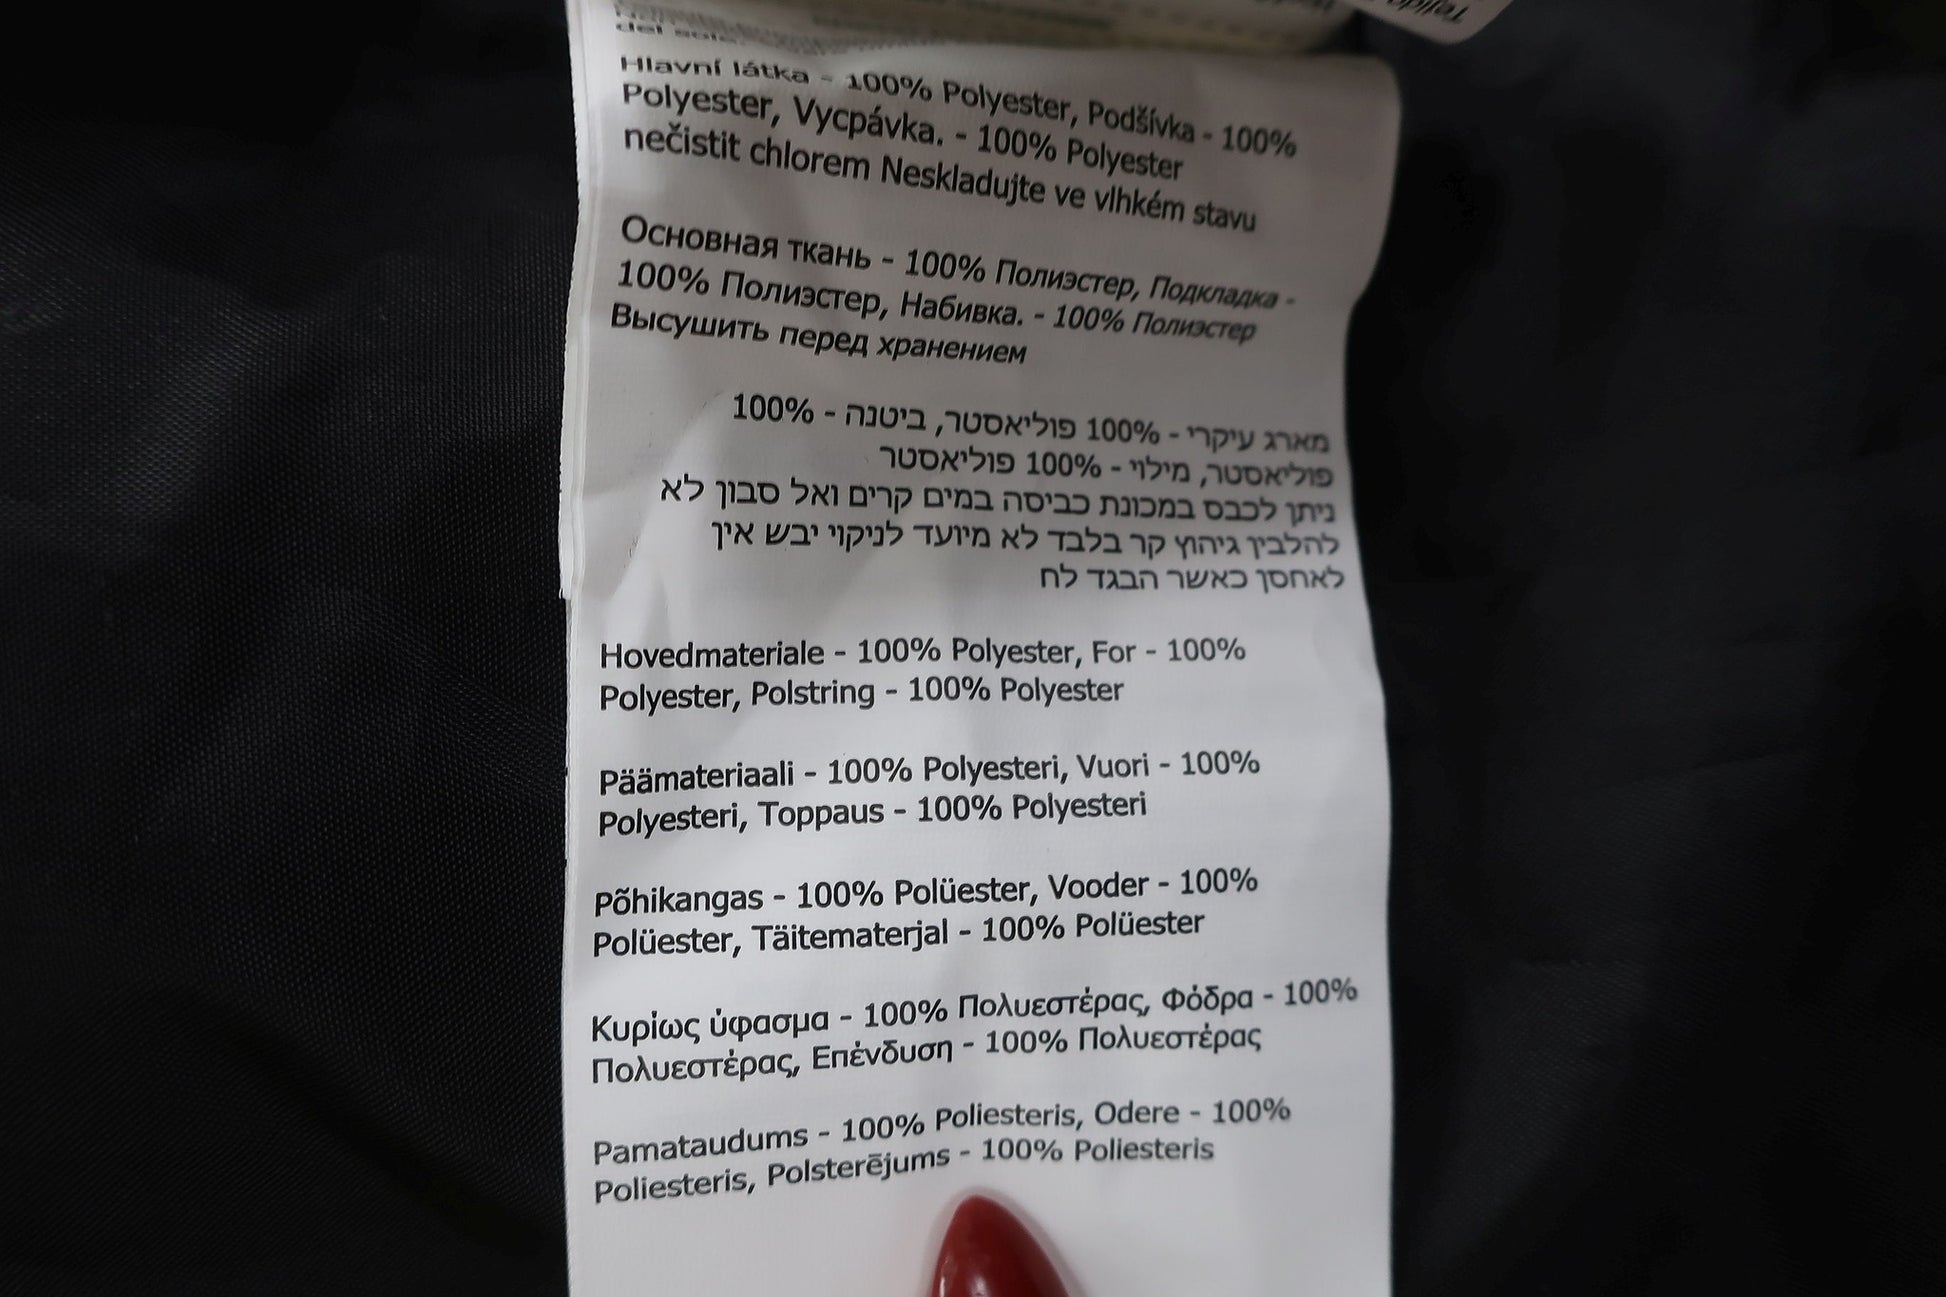 del sole.
Hlavní látka - 100% Polyester, Podšívka - 100%
Polyester, Vycpávka. - 100% Polyester
nečistit chlorem Neskladujte ve vlhkém stavu
Основная ткань - 100% Полиэстер, Подкладка -
100% Полиэстер, Набивка. - 100% Полиэстер
Высушить перед хранением
מארג עיקרי - 100% פוליאסטר, ביטנה - 100%
פוליאסטר, מילוי - 100% פוליאסטר
ניתן לכבס במכונת כביסה במים קרים ואל סבון לא
להלבין גיהוץ קר בלבד לא מיועד לניקוי יבש אין
לאחסן כאשר הבגד לח
Hovedmateriale - 100% Polyester, For - 100%
Polyester, Polstring - 100% Polyester
Päämateriaali - 100% Polyesteri, Vuori - 100%
Polyesteri, Toppaus - 100% Polyesteri
Põhikangas - 100% Polüester, Vooder - 100%
Polüester, Täitematerjal - 100% Polüester
Κυρίως ύφασμα - 100% Πολυεστέρας, Φόδρα - 100%
Πολυεστέρας, Επένδυση - 100% Πολυεστέρας
Pamataudums - 100% Poliesteris, Odere - 100%
Poliesteris, Polsterējums - 100% Poliesteris